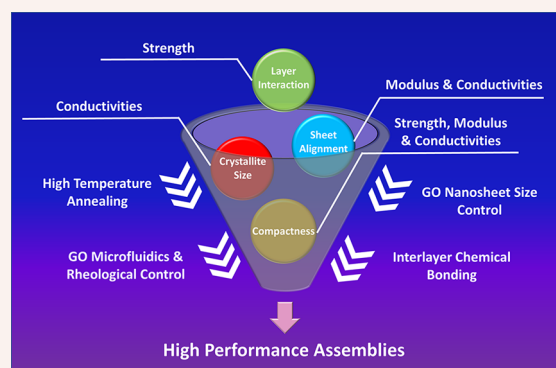 Strength
Layer
Interaction
Modulus & Conductivities
Conductivities
Strength, Modulus
& Conductivities
Sheet
Alignment
Crystallite
Size
High Temperature
Annealing
GO Nanosheet Size
Control
Compactness
GO Microfluidics &
Rheological Control
Interlayer Chemical
Bonding
High Performance Assemblies